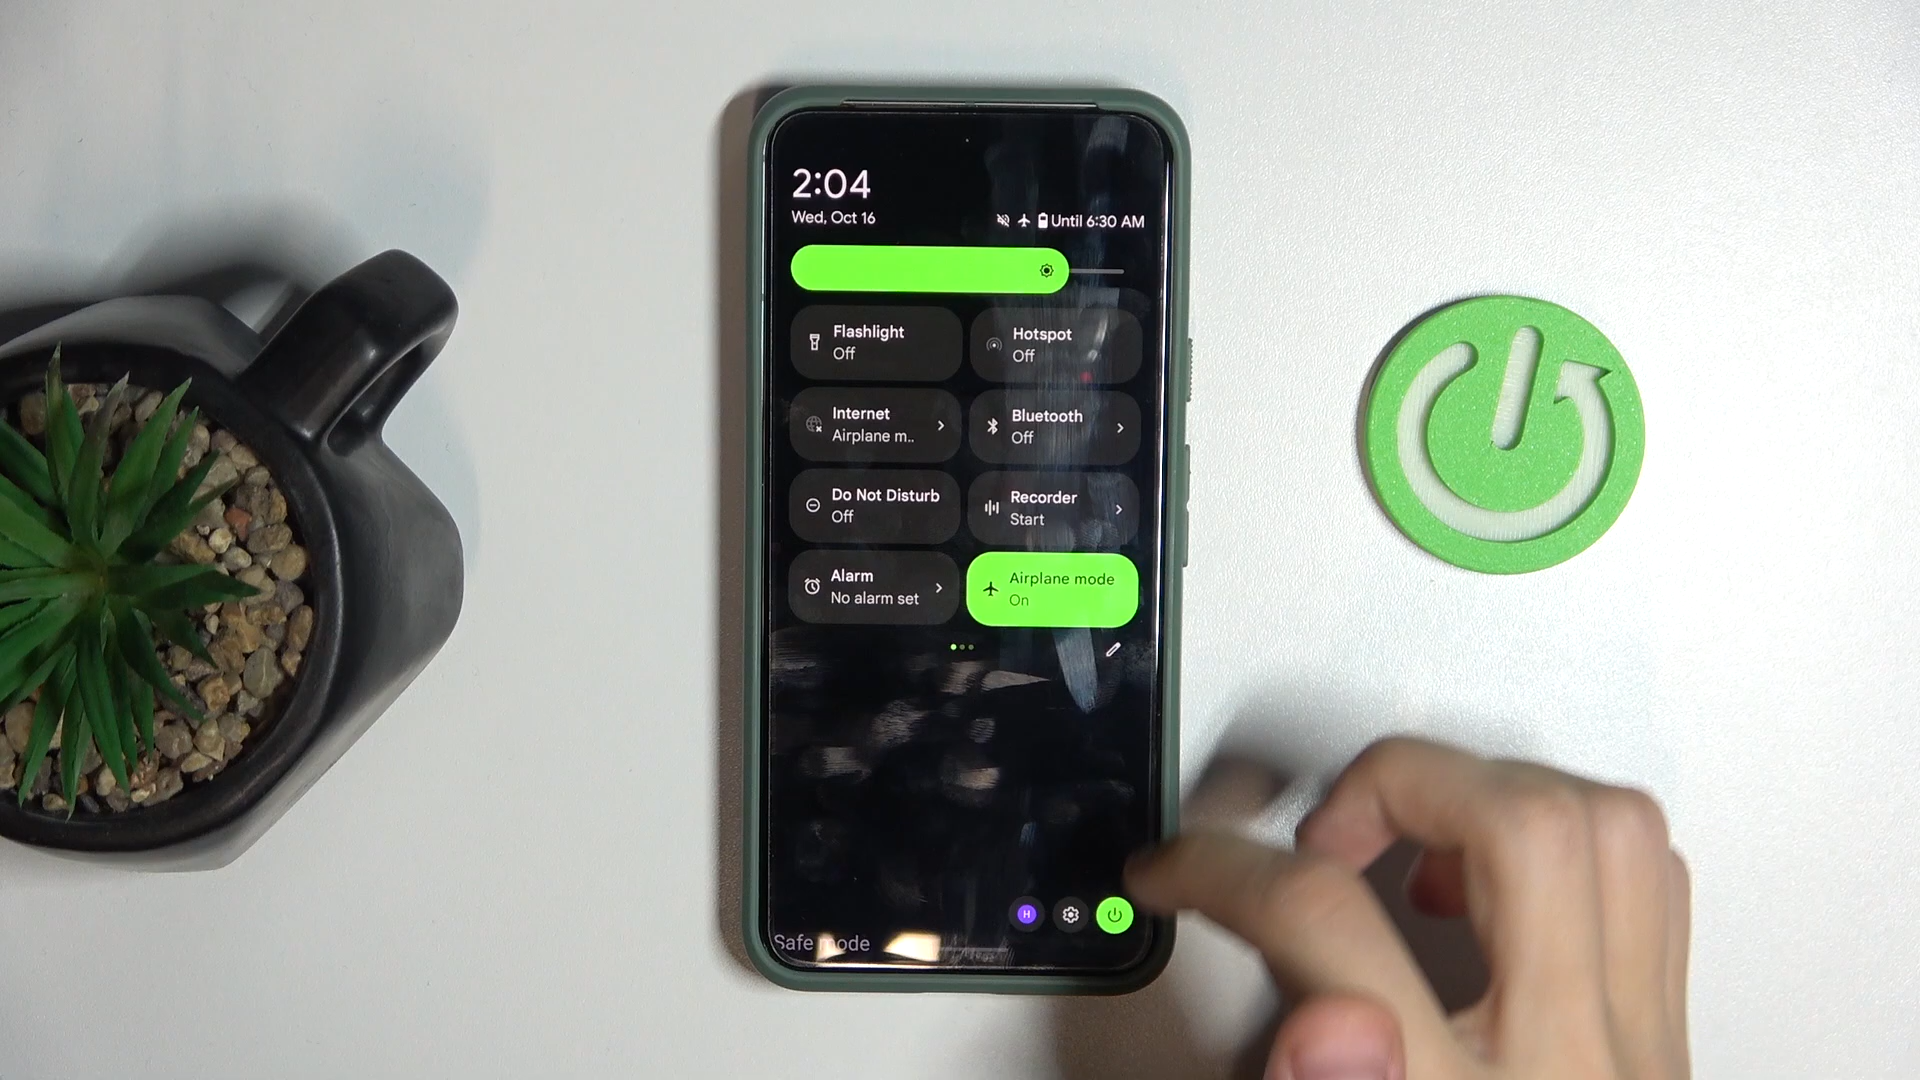 2:04
Wed, Oct 16
Until 6:30 AM
Flashlight
Off
Hotspot
Off
Internet
Airplane m..
Bluetooth
Off
Do Not Disturb
Off
Recorder
Start
Alarm
No alarm set
Airplane mode
On
H
Safe mode